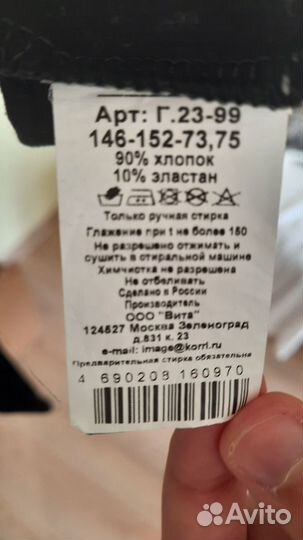 Арт: Г.23-99
146-152-73,75
90% хлопок
10% эластан
Только ручная стирка
Глажение при t не более 150
Не разрешено отжимать и
сушить в стиральной машине
Химчистка не разрешена
Не отбеливать
Сделано в России
Производитель
ООО "Вита"
124527 Москва Зеленоград
д.831 к. 23
e-mail: image@korri.ru
Предварительная стирка обязательна
4 690208 160970
Avito